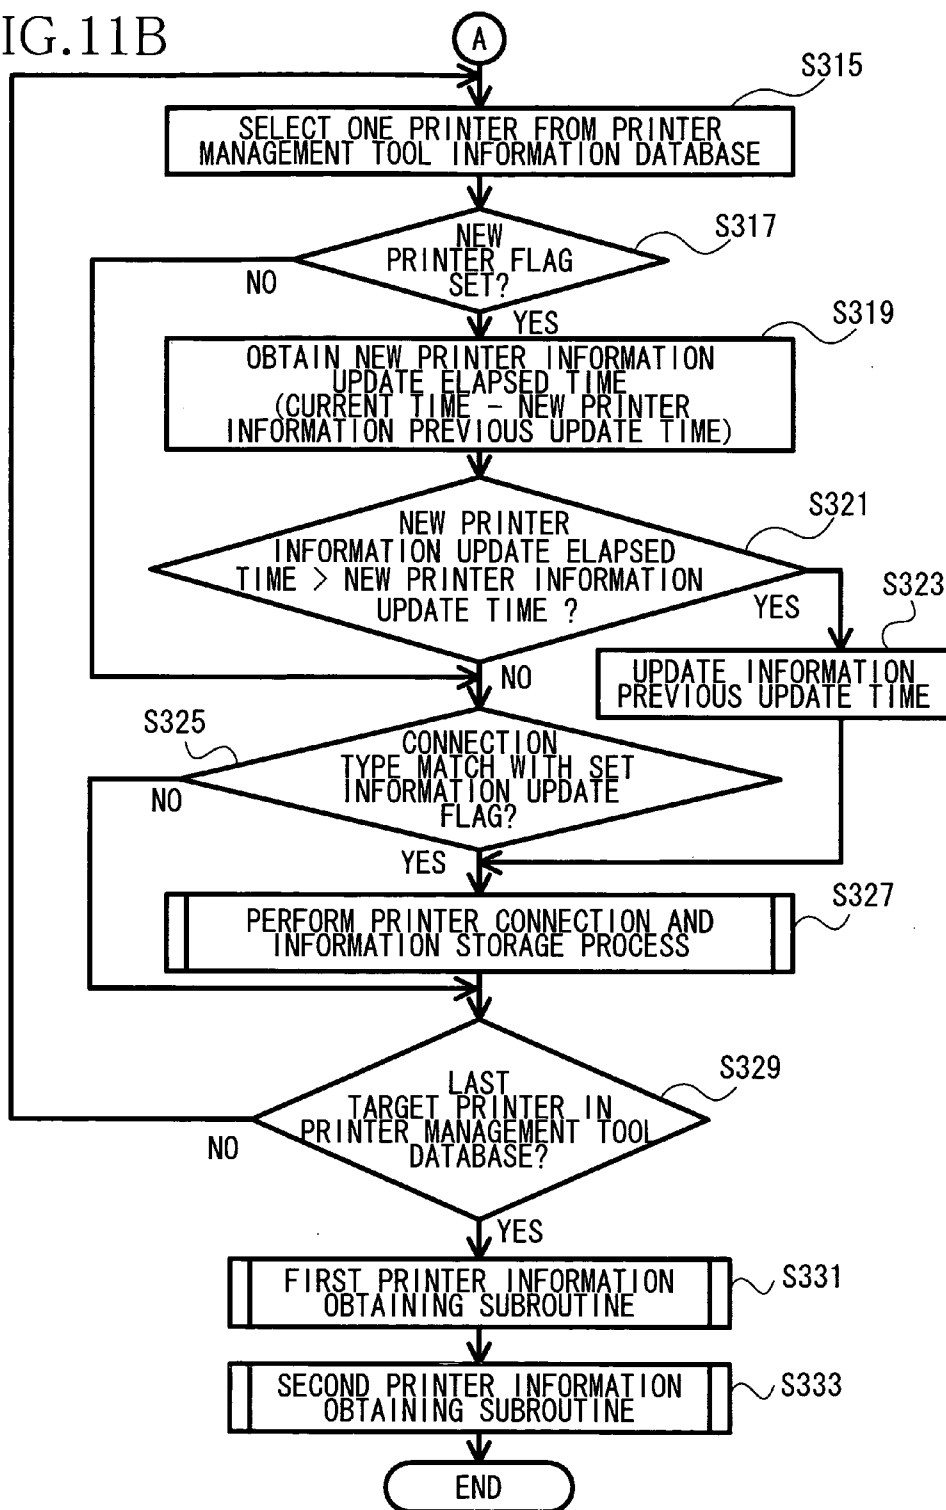 IG.11B
A
S315
SELECT ONE PRINTER FROM PRINTER
MANAGEMENT TOOL INFORMATION DATABASE
S317
NEW
PRINTER FLAG
SET?
NO
YES
S319
OBTAIN NEW PRINTER INFORMATION
UPDATE ELAPSED TIME
(CURRENT TIME - NEW PRINTER
INFORMATION PREVIOUS UPDATE TIME)
S321
NEW PRINTER
INFORMATION UPDATE ELAPSED
TIME > NEW PRINTER INFORMATION
UPDATE TIME ?
YES
S323
NO
UPDATE INFORMATION
PREVIOUS UPDATE TIME
S325
CONNECTION
TYPE MATCH WITH SET
INFORMATION UPDATE
FLAG?
NO
YES
S327
PERFORM PRINTER CONNECTION AND
INFORMATION STORAGE PROCESS
S329
LAST
TARGET PRINTER IN
PRINTER MANAGEMENT TOOL
DATABASE?
NO
YES
S331
FIRST PRINTER INFORMATION
OBTAINING SUBROUTINE
S333
SECOND PRINTER INFORMATION
OBTAINING SUBROUTINE
END